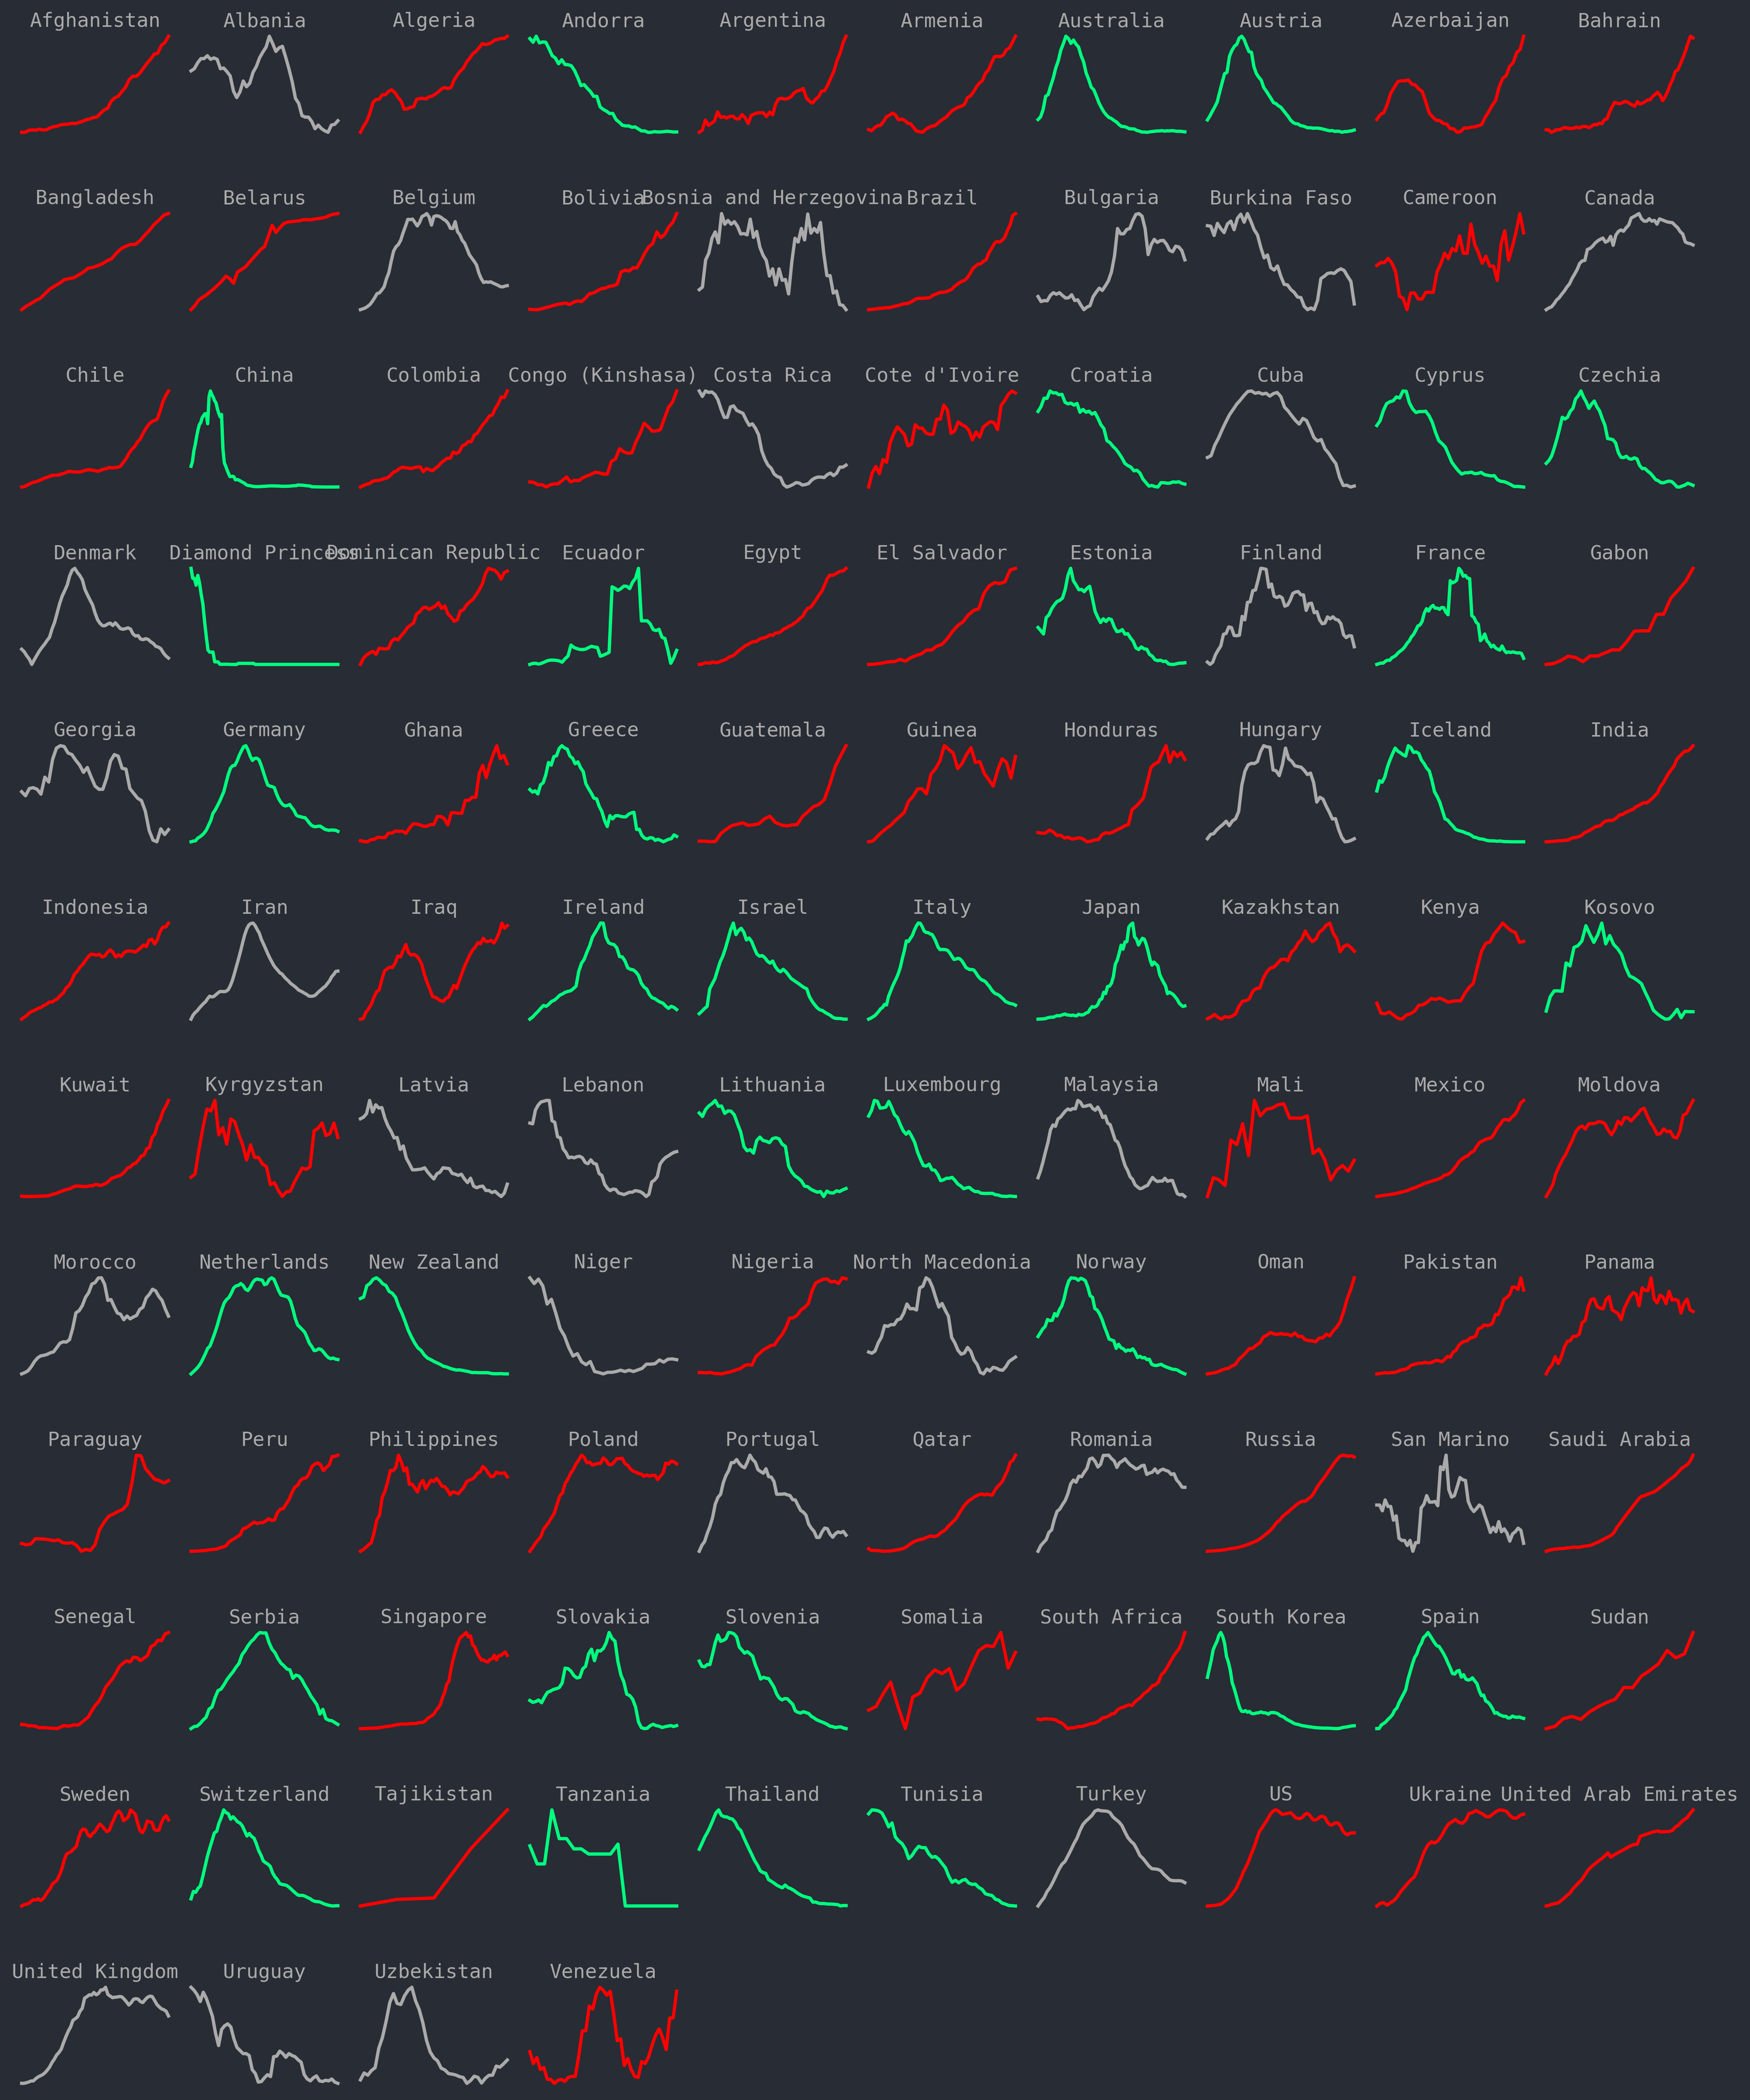 Afghanistan Albania Algeria Andorra Argentina Armenia Australia Austria Azerbaijan Bahrain
Bangladesh Belarus Belgium Bolivia Bosnia and Herzegovina Brazil Bulgaria Burkina Faso Cameroon Canada
Chile China Colombia Congo (Kinshasa) Costa Rica Cote d'Ivoire Croatia Cuba Cyprus Czechia
Denmark Diamond Princess Dominican Republic Ecuador Egypt El Salvador Estonia Finland France Gabon
Georgia Germany Ghana Greece Guatemala Guinea Honduras Hungary Iceland India
Indonesia Iran Iraq Ireland Israel Italy Japan Kazakhstan Kenya Kosovo
Kuwait Kyrgyzstan Latvia Lebanon Lithuania Luxembourg Malaysia Mali Mexico Moldova
Morocco Netherlands New Zealand Niger Nigeria North Macedonia Norway Oman Pakistan Panama
Paraguay Peru Philippines Poland Portugal Qatar Romania Russia San Marino Saudi Arabia
Senegal Serbia Singapore Slovakia Slovenia Somalia South Africa South Korea Spain Sudan
Sweden Switzerland Tajikistan Tanzania Thailand Tunisia Turkey US Ukraine United Arab Emirates
United Kingdom Uruguay Uzbekistan Venezuela